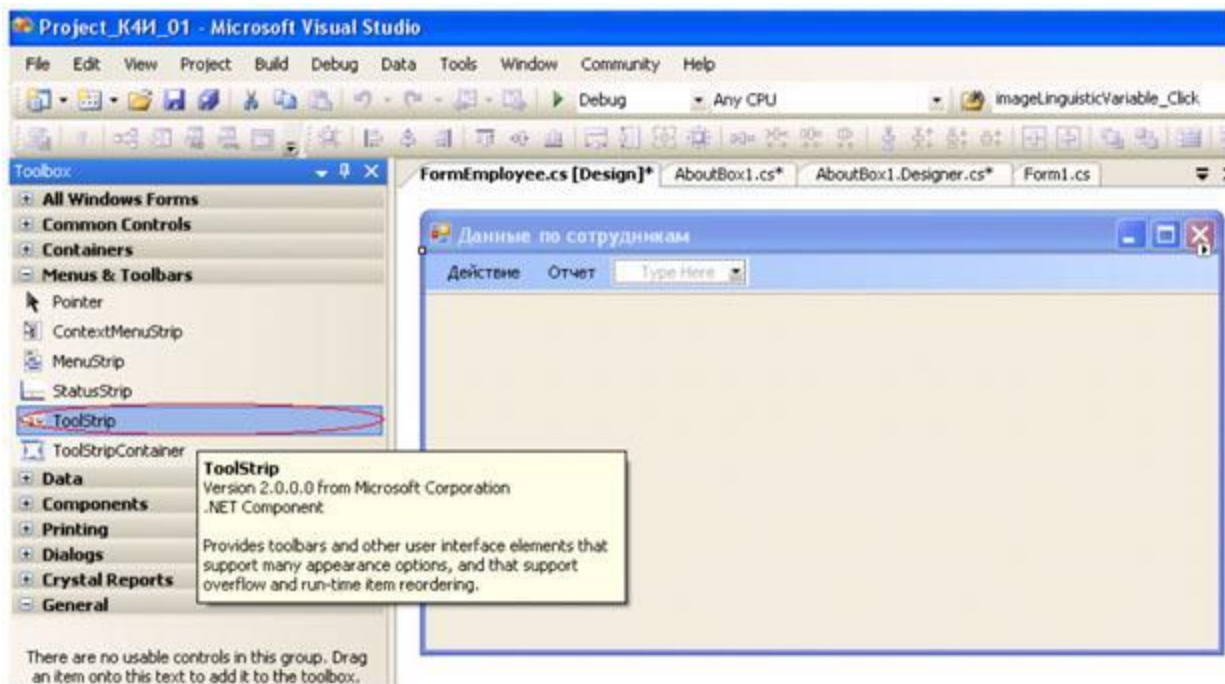 Project_К4И_01 - Microsoft Visual Studio
File Edit View Project Build Debug Data Tools Window Community Help
Debug Any CPU imageLinguisticVariable_Click
Toolbox
FormEmployee.cs [Design]* AboutBox1.cs* AboutBox1.Designer.cs* Form1.cs
All Windows Forms
Common Controls
Containers
Menus & Toolbars
Pointer
ContextMenuStrip
MenuStrip
StatusStrip
ToolStrip
ToolStripContainer
Data
Components
Printing
Dialogs
Crystal Reports
General
There are no usable controls in this group. Drag
an item onto this text to add it to the toolbox.
Данные по сотрудникам
Действие Отчет Type Here
ToolStrip
Version 2.0.0.0 from Microsoft Corporation
.NET Component
Provides toolbars and other user interface elements that
support many appearance options, and that support
overflow and run-time item reordering.